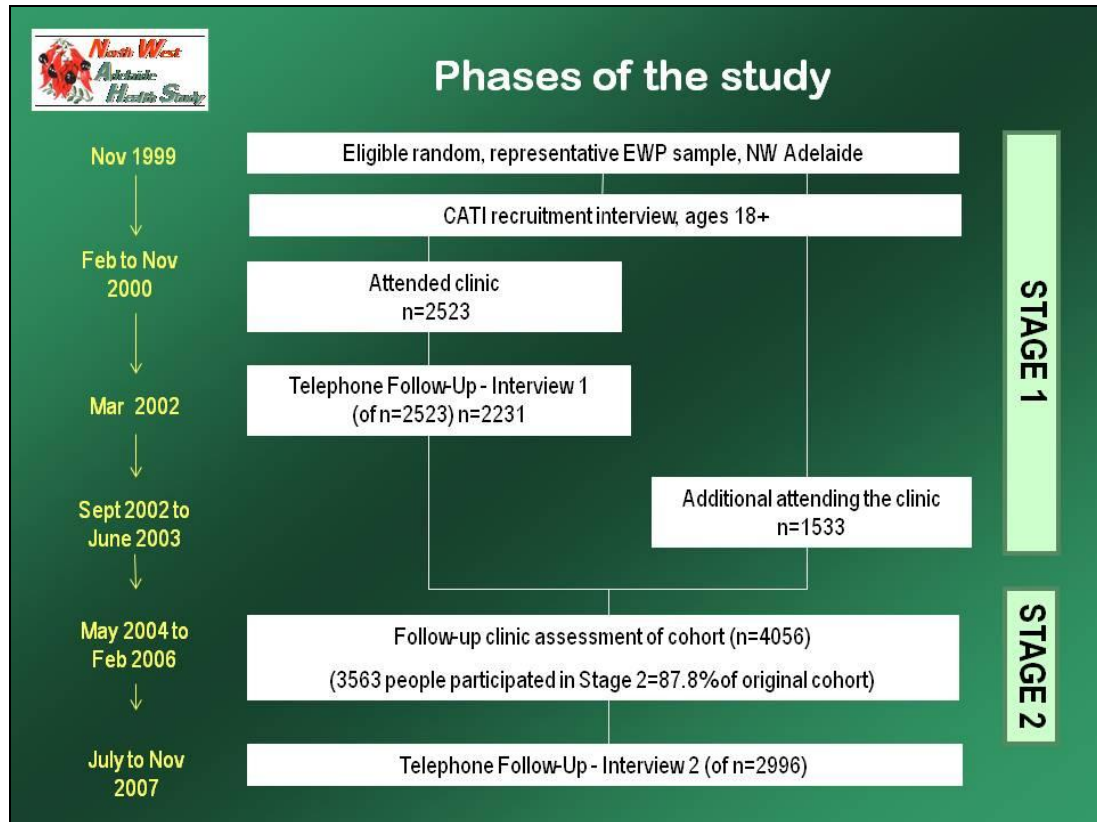 North West
Adelaide
Health Study
Phases of the study
Nov 1999
Eligible random, representative EWP sample, NW Adelaide
CATI recruitment interview, ages 18+
Feb to Nov
2000
Attended clinic
n=2523
Mar 2002
Telephone Follow-Up - Interview 1
(of n=2523) n=2231
Sept 2002 to
June 2003
Additional attending the clinic
n=1533
STAGE 1
May 2004 to
Feb 2006
Follow-up clinic assessment of cohort (n=4056)
(3563 people participated in Stage 2=87.8% of original cohort)
July to Nov
2007
Telephone Follow-Up - Interview 2 (of n=2996)
STAGE 2